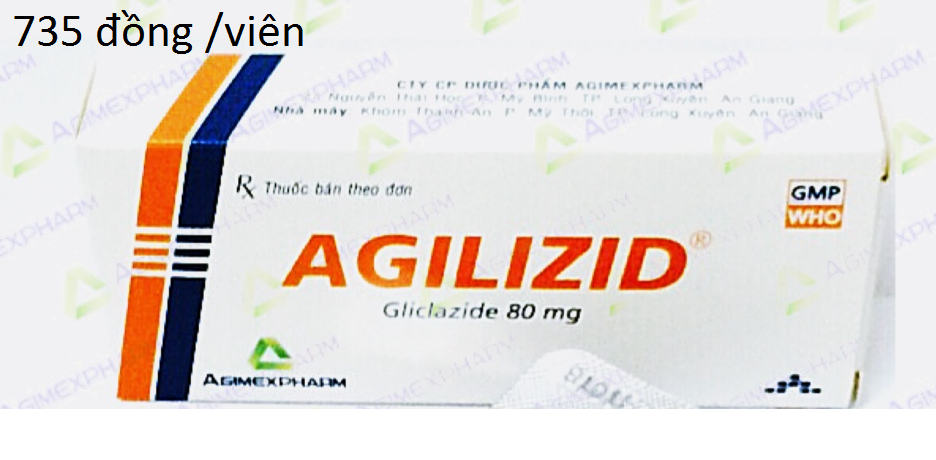 735 đồng /viên
CTY CP DƯỢC PHẨM AGIMEXPHARM
Nguyễn Thái Học, P. Mỹ Bình, TP. Long Xuyên, An Giang
Nhà máy: Khóm Thạnh An, P. Mỹ Thới, TP. Long Xuyên, An Giang
Rx Thuốc bán theo đơn
GMP
WHO
AGILIZID®
Gliclazide 80 mg
AGIMEXPHARM